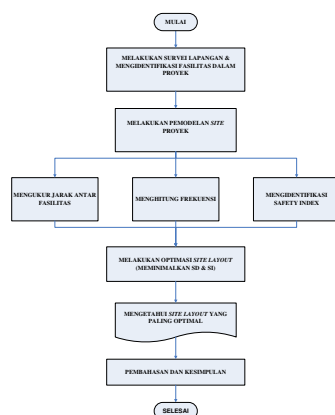 MULAI
MELAKUKAN SURVEI LAPANGAN &
MENGIDENTIFIKASI FASILITAS DALAM
PROYEK
MELAKUKAN PEMODELAN SITE
PROYEK
MENGUKUR JARAK ANTAR
FASILITAS
MENGHITUNG FREKUENSI
MENGIDENTIFIKASI
SAFETY INDEX
MELAKUKAN OPTIMASI SITE LAYOUT
(MEMINIMALKAN SD & SI)
MENGETAHUI SITE LAYOUT YANG
PALING OPTIMAL
PEMBAHASAN DAN KESIMPULAN
SELESAI